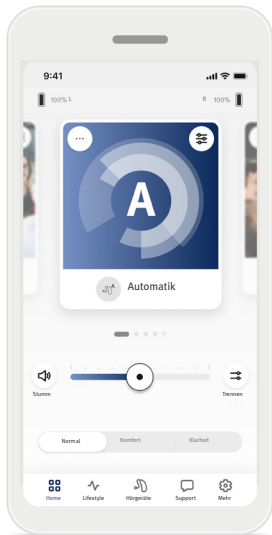 9:41
100% L
R 100%
A
A
Automatik
Stumm
Trennen
Normal Komfort Klarheit
Home Lifestyle Hörgeräte Support Mehr